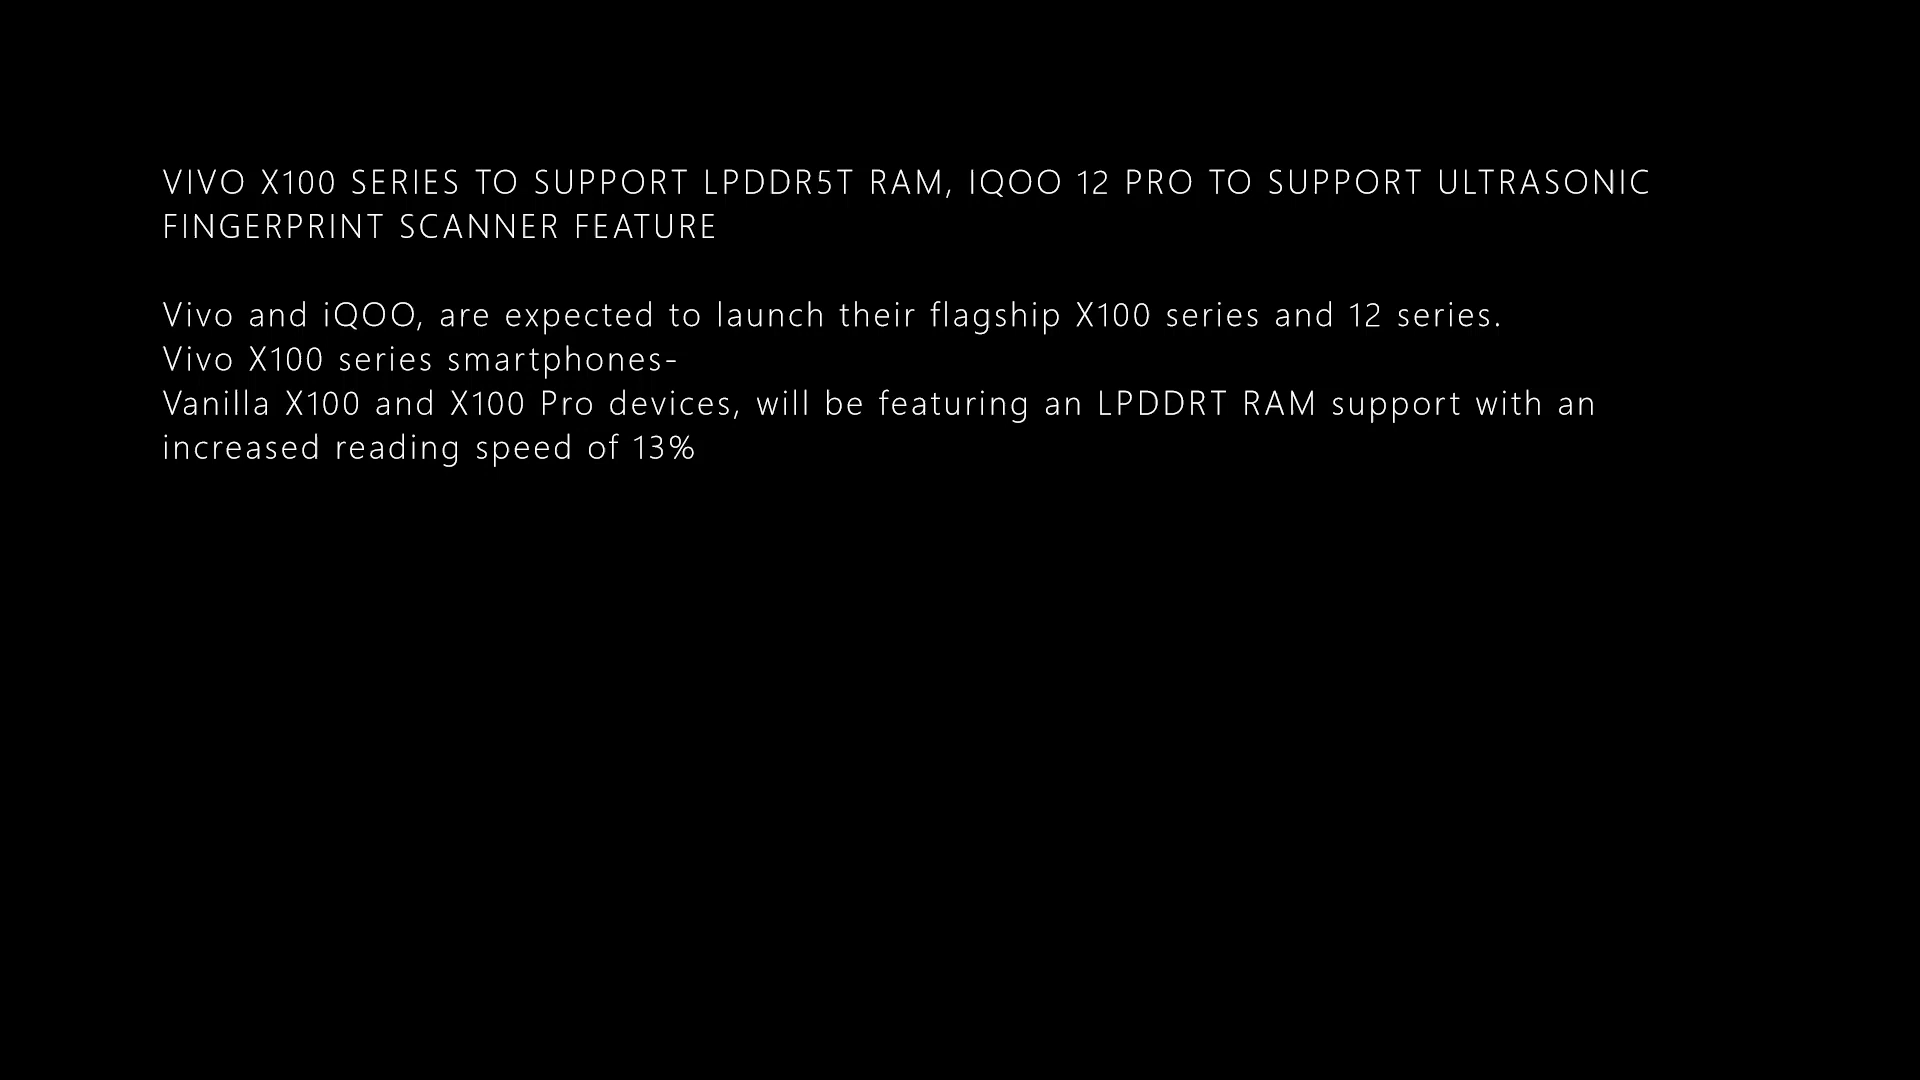 VIVO X100 SERIES TO SUPPORT LPDDR5T RAM, IQOO 12 PRO TO SUPPORT ULTRASONIC
FINGERPRINT SCANNER FEATURE
Vivo and iQOO, are expected to launch their flagship X100 series and 12 series.
Vivo X100 series smartphones-
Vanilla X100 and X100 Pro devices, will be featuring an LPDDRT RAM support with an
increased reading speed of 13%